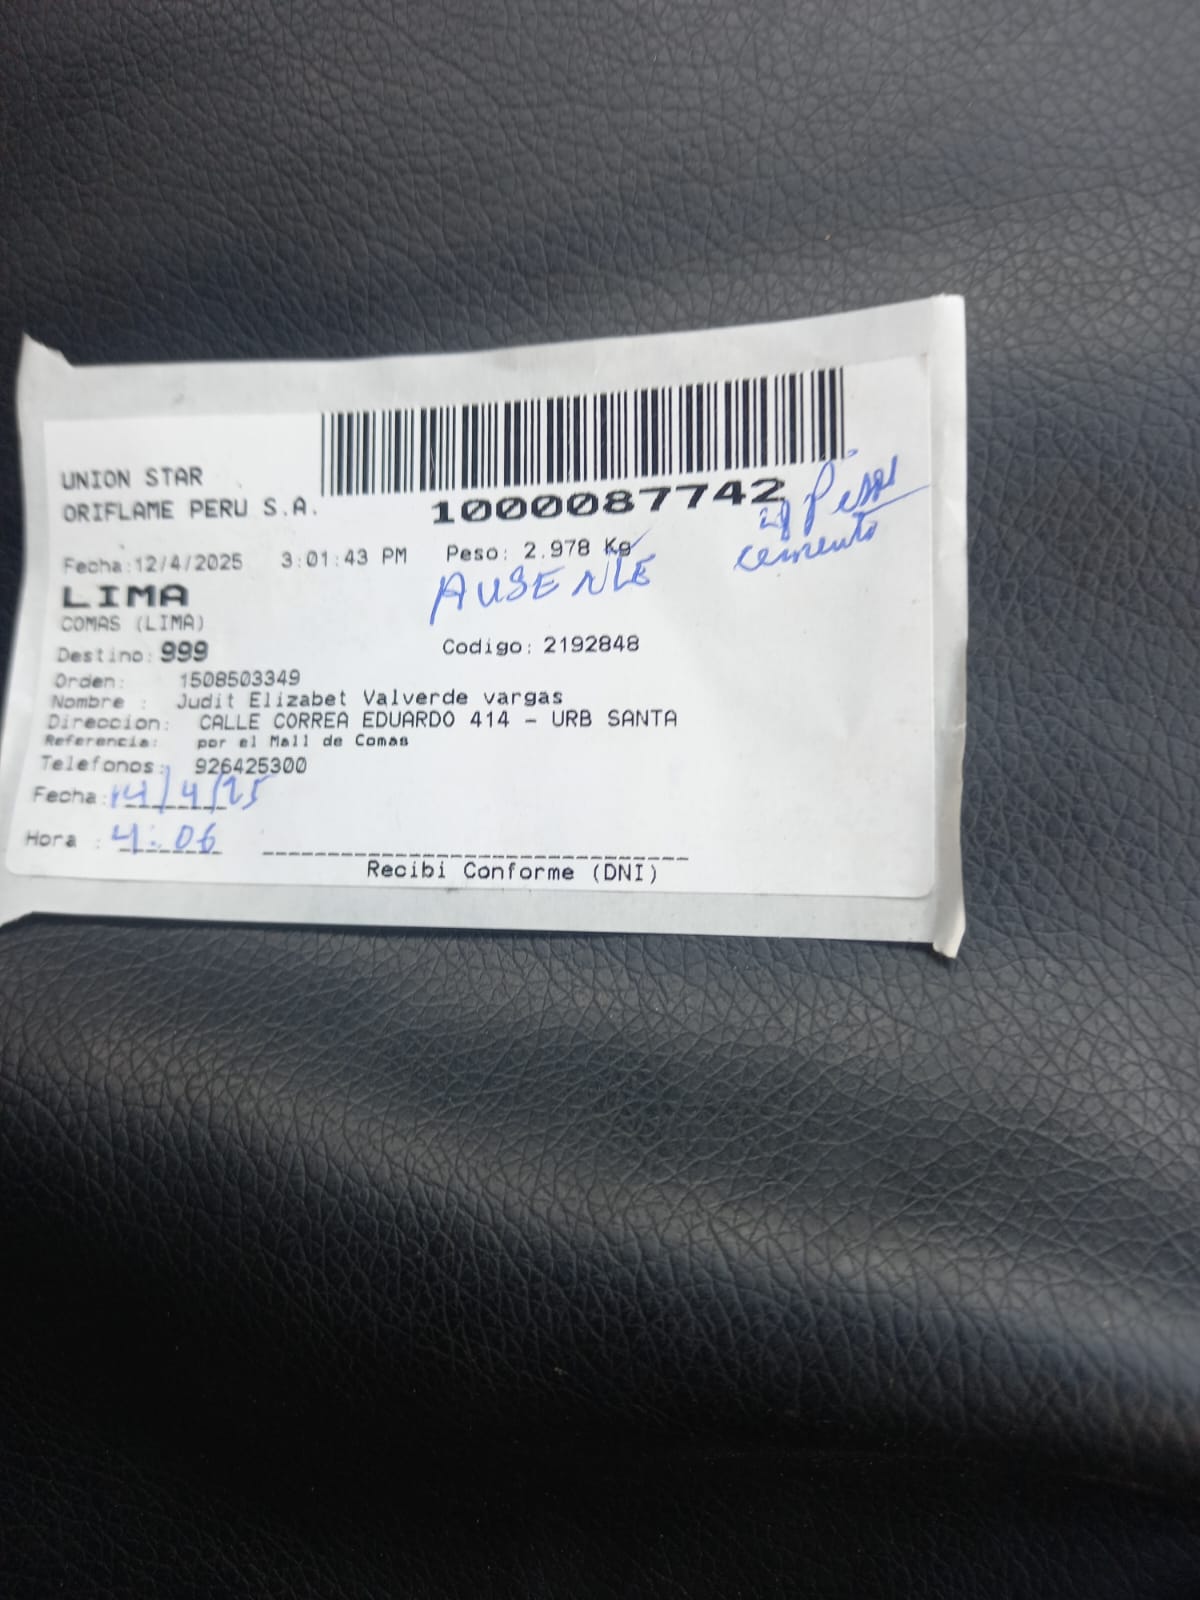 UNION STAR
ORIFLAME PERU S.A.
1000087742
Fecha:12/4/2025 3:01:43 PM Peso: 2.978 Kg
pisos
cemento
AUSENTE
LIMA
COMAS (LIMA)
Destino: 999 Codigo: 2192848
Orden: 1508503349
Nombre : Judit Elizabet Valverde vargas
Direccion: CALLE CORREA EDUARDO 414 - URB SANTA
Referencia: por el Mall de Comas
Telefonos: 926425300
Fecha: 14/4/25
Hora : 4:06
Recibi Conforme (DNI)